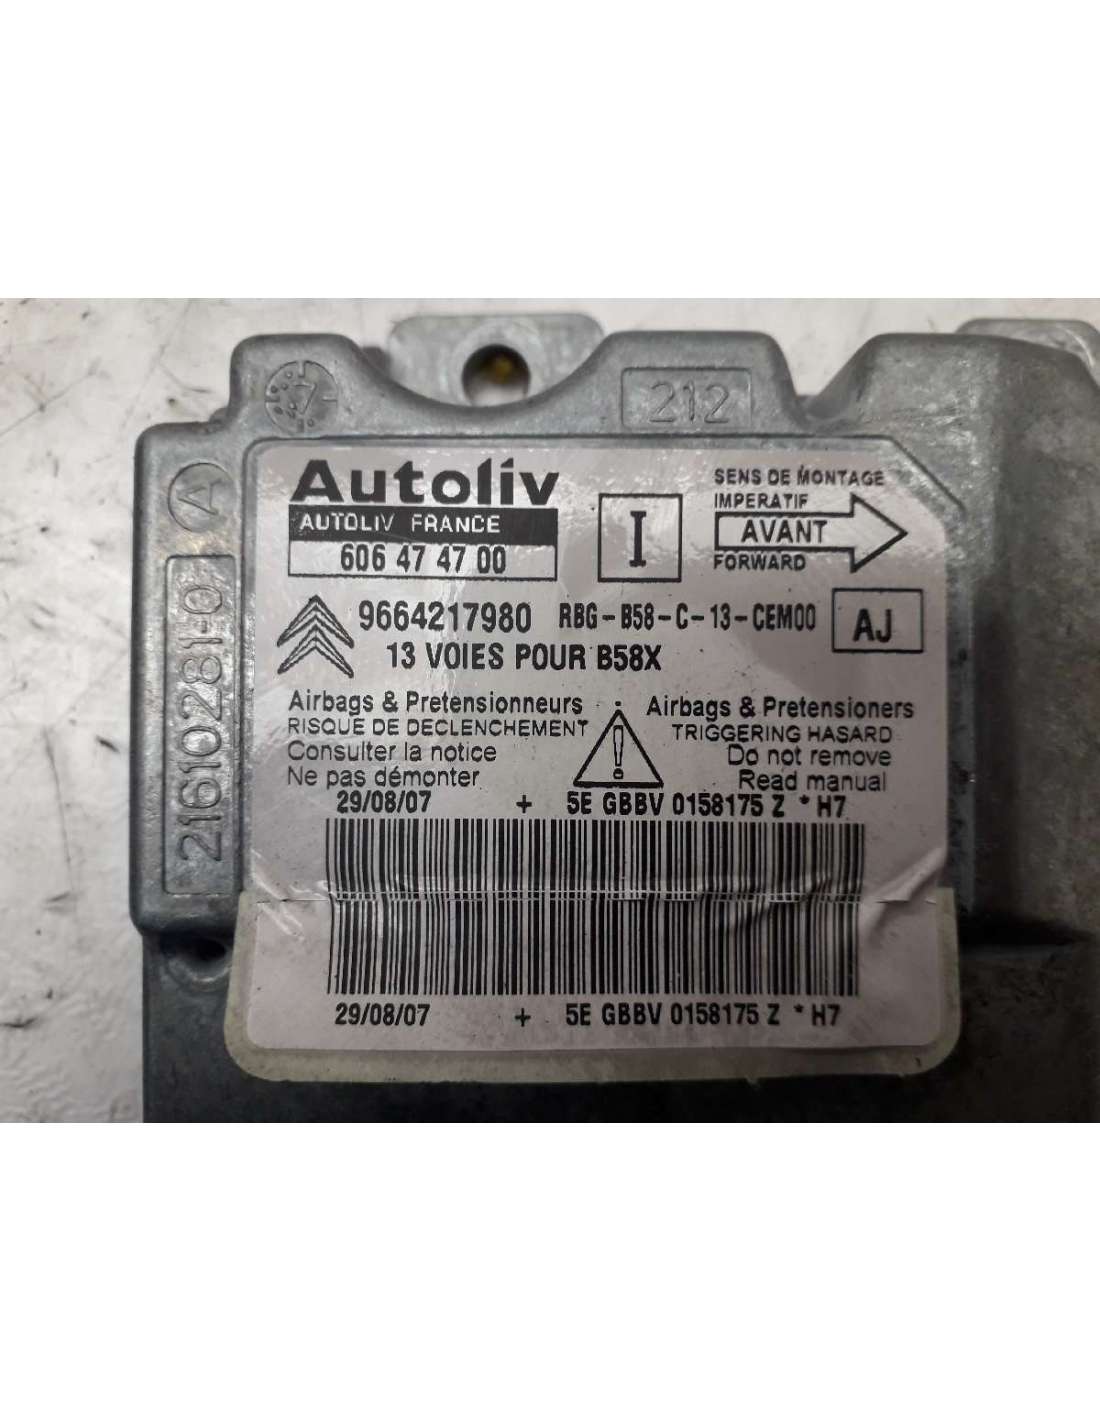 7
212
A
21610281-0
Autoliv
AUTOLIV FRANCE
606 47 47 00
I
SENS DE MONTAGE
IMPERATIF
AVANT
FORWARD
9664217980 RBG-B58-C-13-CEM00
AJ
13 VOIES POUR B58X
Airbags & Pretensionneurs
RISQUE DE DECLENCHEMENT
Consulter la notice
Ne pas démonter
!
Airbags & Pretensioners
TRIGGERING HASARD
Do not remove
Read manual
29/08/07 + 5E GBBV 0158175 Z * H7
29/08/07 + 5E GBBV 0158175 Z * H7